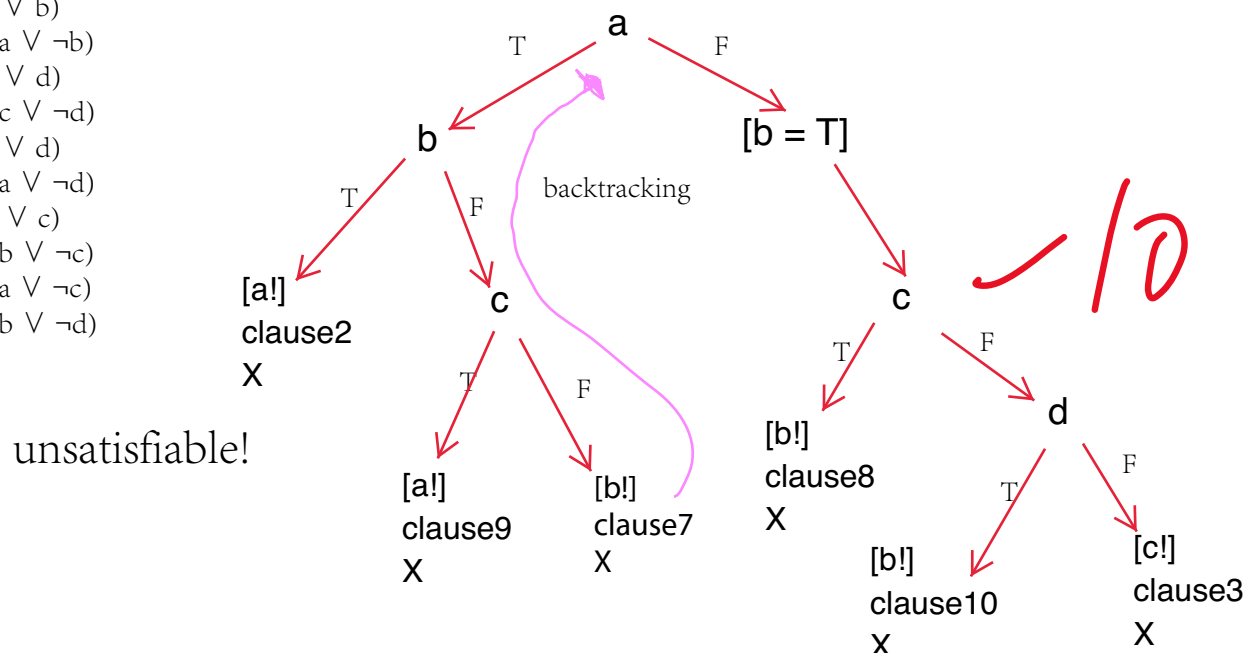 ∨ b)
a ∨ ¬b)
∨ d)
c ∨ ¬d)
∨ d)
a ∨ ¬d)
∨ c)
b ∨ ¬c)
a ∨ ¬c)
b ∨ ¬d)
unsatisfiable!
a
T
F
b
[b = T]
backtracking
T
F
[a!]
clause2
X
c
c
-10
T
F
T
F
d
[a!]
clause9
X
[b!]
clause7
X
[b!]
clause8
X
T
F
[b!]
clause10
X
[c!]
clause3
X